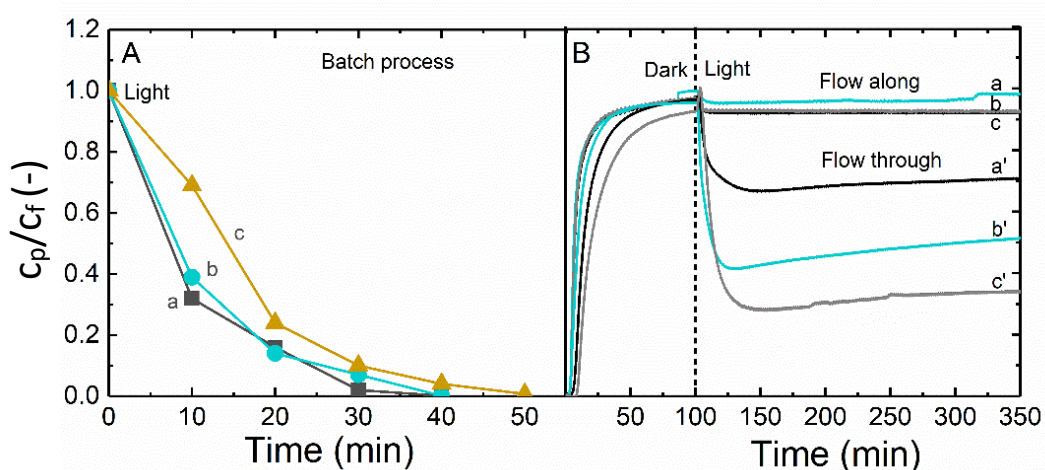 A
Batch process
Light
a
b
c
1.2
1.0
0.8
0.6
0.4
0.2
0.0
cp/cf (-)
0 10 20 30 40 50
Time (min)
B
Dark Light
Flow along
a
b
c
Flow through
a'
b'
c'
50 100 150 200 250 300 350
Time (min)